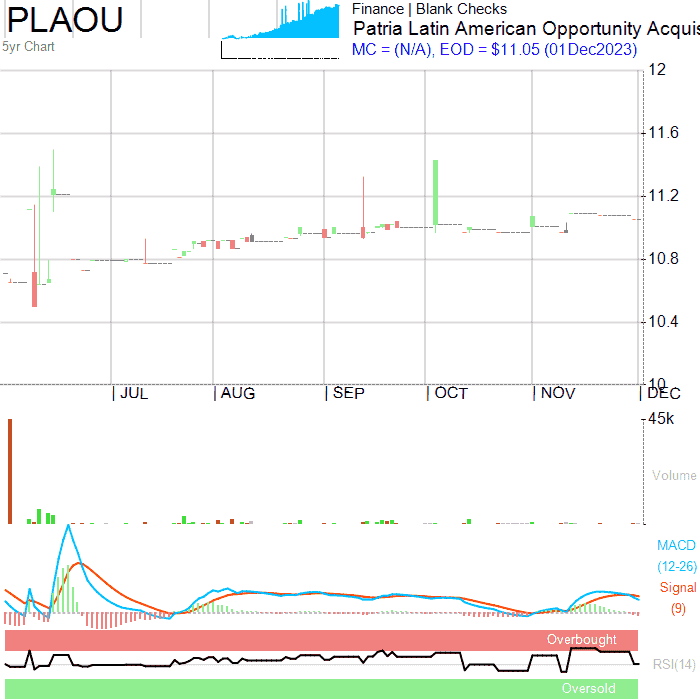 PLAOU
Finance | Blank Checks
Patria Latin American Opportunity Acquis
5yr Chart
MC = (N/A), EOD = $11.05 (01Dec2023)
12
11.6
11.2
10.8
10.4
10
JUL
AUG
SEP
OCT
NOV
DEC
45k
Volume
MACD
(12-26)
Signal
(9)
Overbought
RSI(14)
Oversold